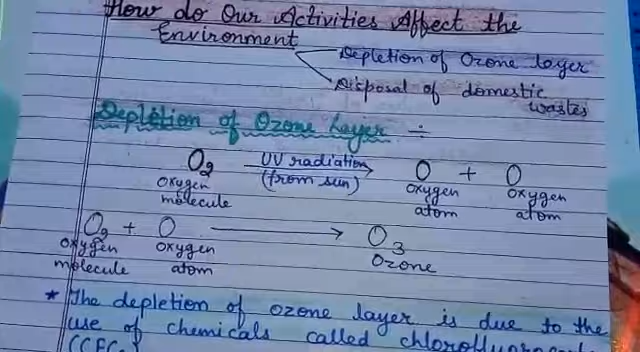 How do Our Activities Affect the
Environment
Depletion of Ozone layer
Disposal of domestic
wastes
Depletion of Ozone Layer :-
O2 UV radiation → O + O
oxygen (from sun) oxygen oxygen
molecule atom atom
O2 + O → O3
oxygen oxygen Ozone
molecule atom
* The depletion of ozone layer is due to the
use of chemicals called
(CFCs)